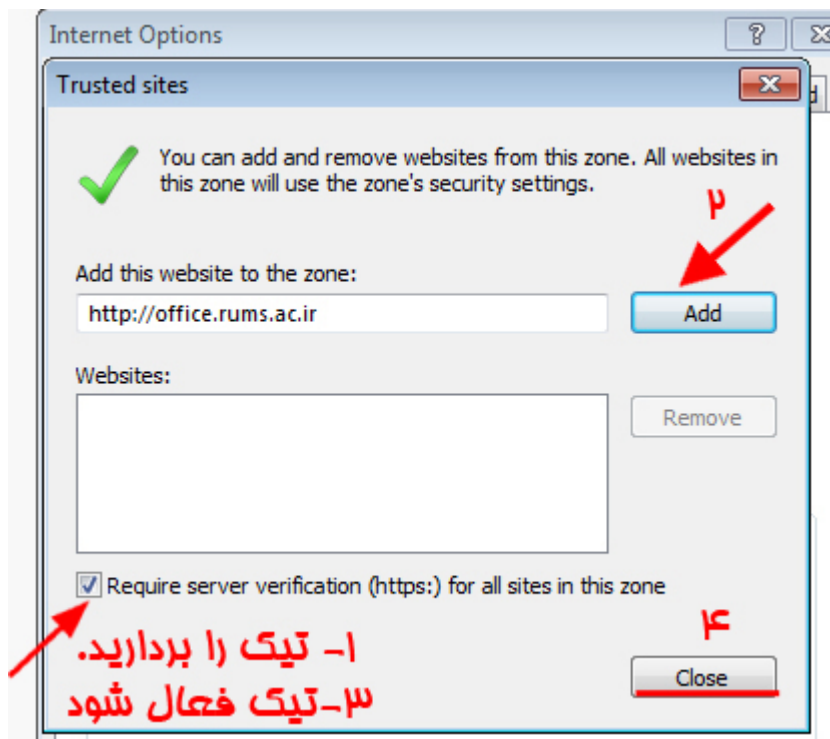 Internet Options
Trusted sites
You can add and remove websites from this zone. All websites in
this zone will use the zone's security settings.
۲
Add this website to the zone:
http://office.rums.ac.ir
Add
Websites:
Remove
Require server verification (https:) for all sites in this zone
۱- تیک را بردارید.
۳-تیک فعال شود
۴
Close